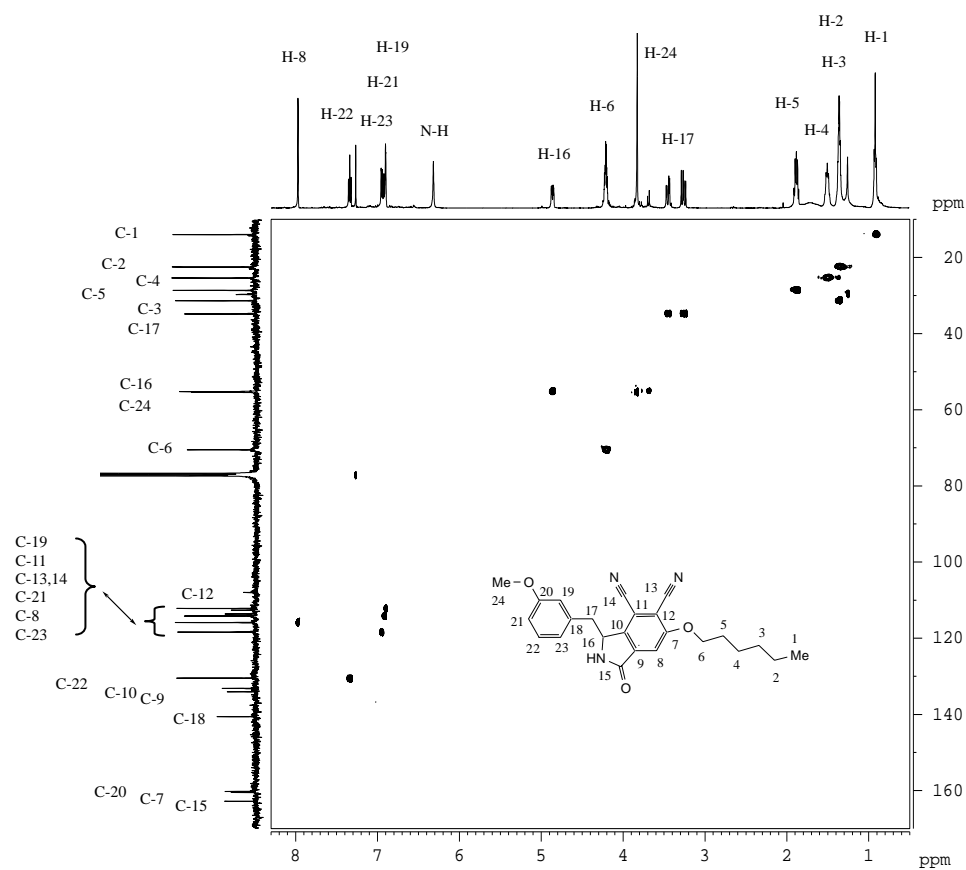 H-2
H-1
H-19
H-8
H-24
H-3
H-21
H-6
H-5
H-22
H-23
N-H
H-4
H-17
H-16
ppm
C-1
C-2
20
C-4
C-5
C-3
C-17
40
C-16
C-24
60
C-6
80
C-19
100
C-11
C-13,14
C-12
C-21
C-8
C-23
N
13
N
Me
O
24
20
19
14
11
12
17
10
5
3
1
21
18
16
7
O
Me
22
23
HN
9
8
6
4
2
15
O
120
C-22
C-10
C-9
C-18
140
C-20
C-7
C-15
160
8
7
6
5
4
3
2
1
ppm